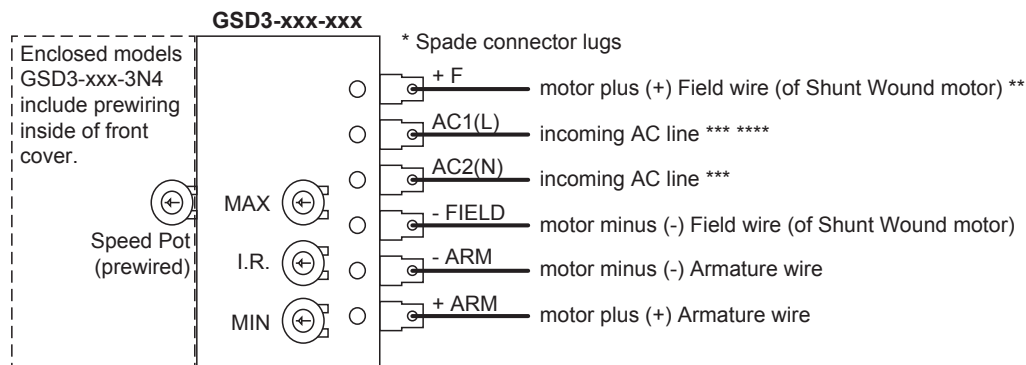 GSD3-xxx-xxx
Enclosed models
GSD3-xxx-3N4
include prewiring
inside of front
cover.
Speed Pot
(prewired)
MAX
I.R.
MIN
* Spade connector lugs
+ F
motor plus (+) Field wire (of Shunt Wound motor) **
AC1(L)
incoming AC line *** ****
AC2(N)
incoming AC line ***
- FIELD
motor minus (-) Field wire (of Shunt Wound motor)
- ARM
motor minus (-) Armature wire
+ ARM
motor plus (+) Armature wire